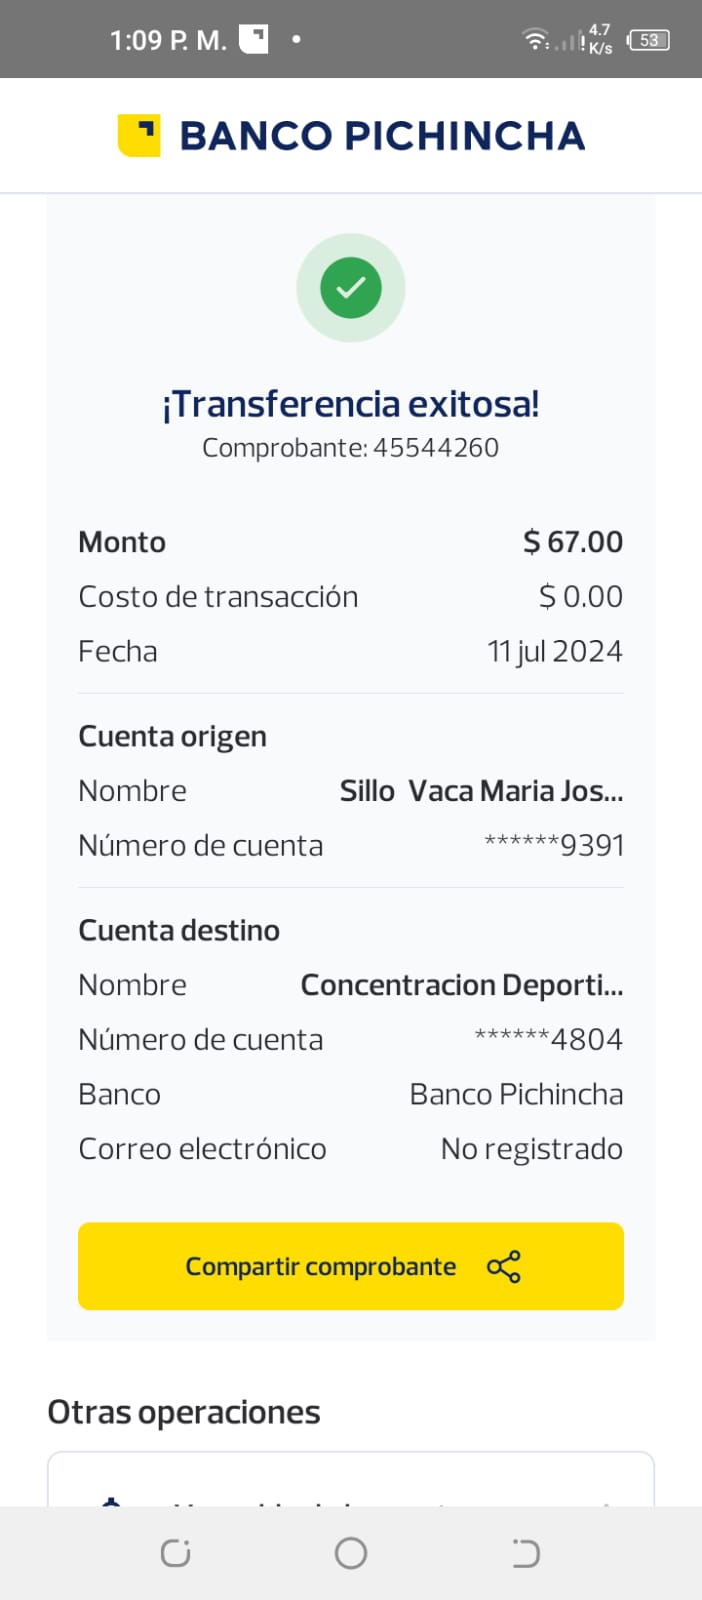 1:09 P. M.
4.7
K/s
53
BANCO PICHINCHA
¡Transferencia exitosa!
Comprobante: 45544260
Monto $ 67.00
Costo de transacción $ 0.00
Fecha 11 jul 2024
Cuenta origen
Nombre Sillo Vaca Maria Jos...
Número de cuenta ******9391
Cuenta destino
Nombre Concentracion Deporti...
Número de cuenta ******4804
Banco Banco Pichincha
Correo electrónico No registrado
Compartir comprobante
Otras operaciones